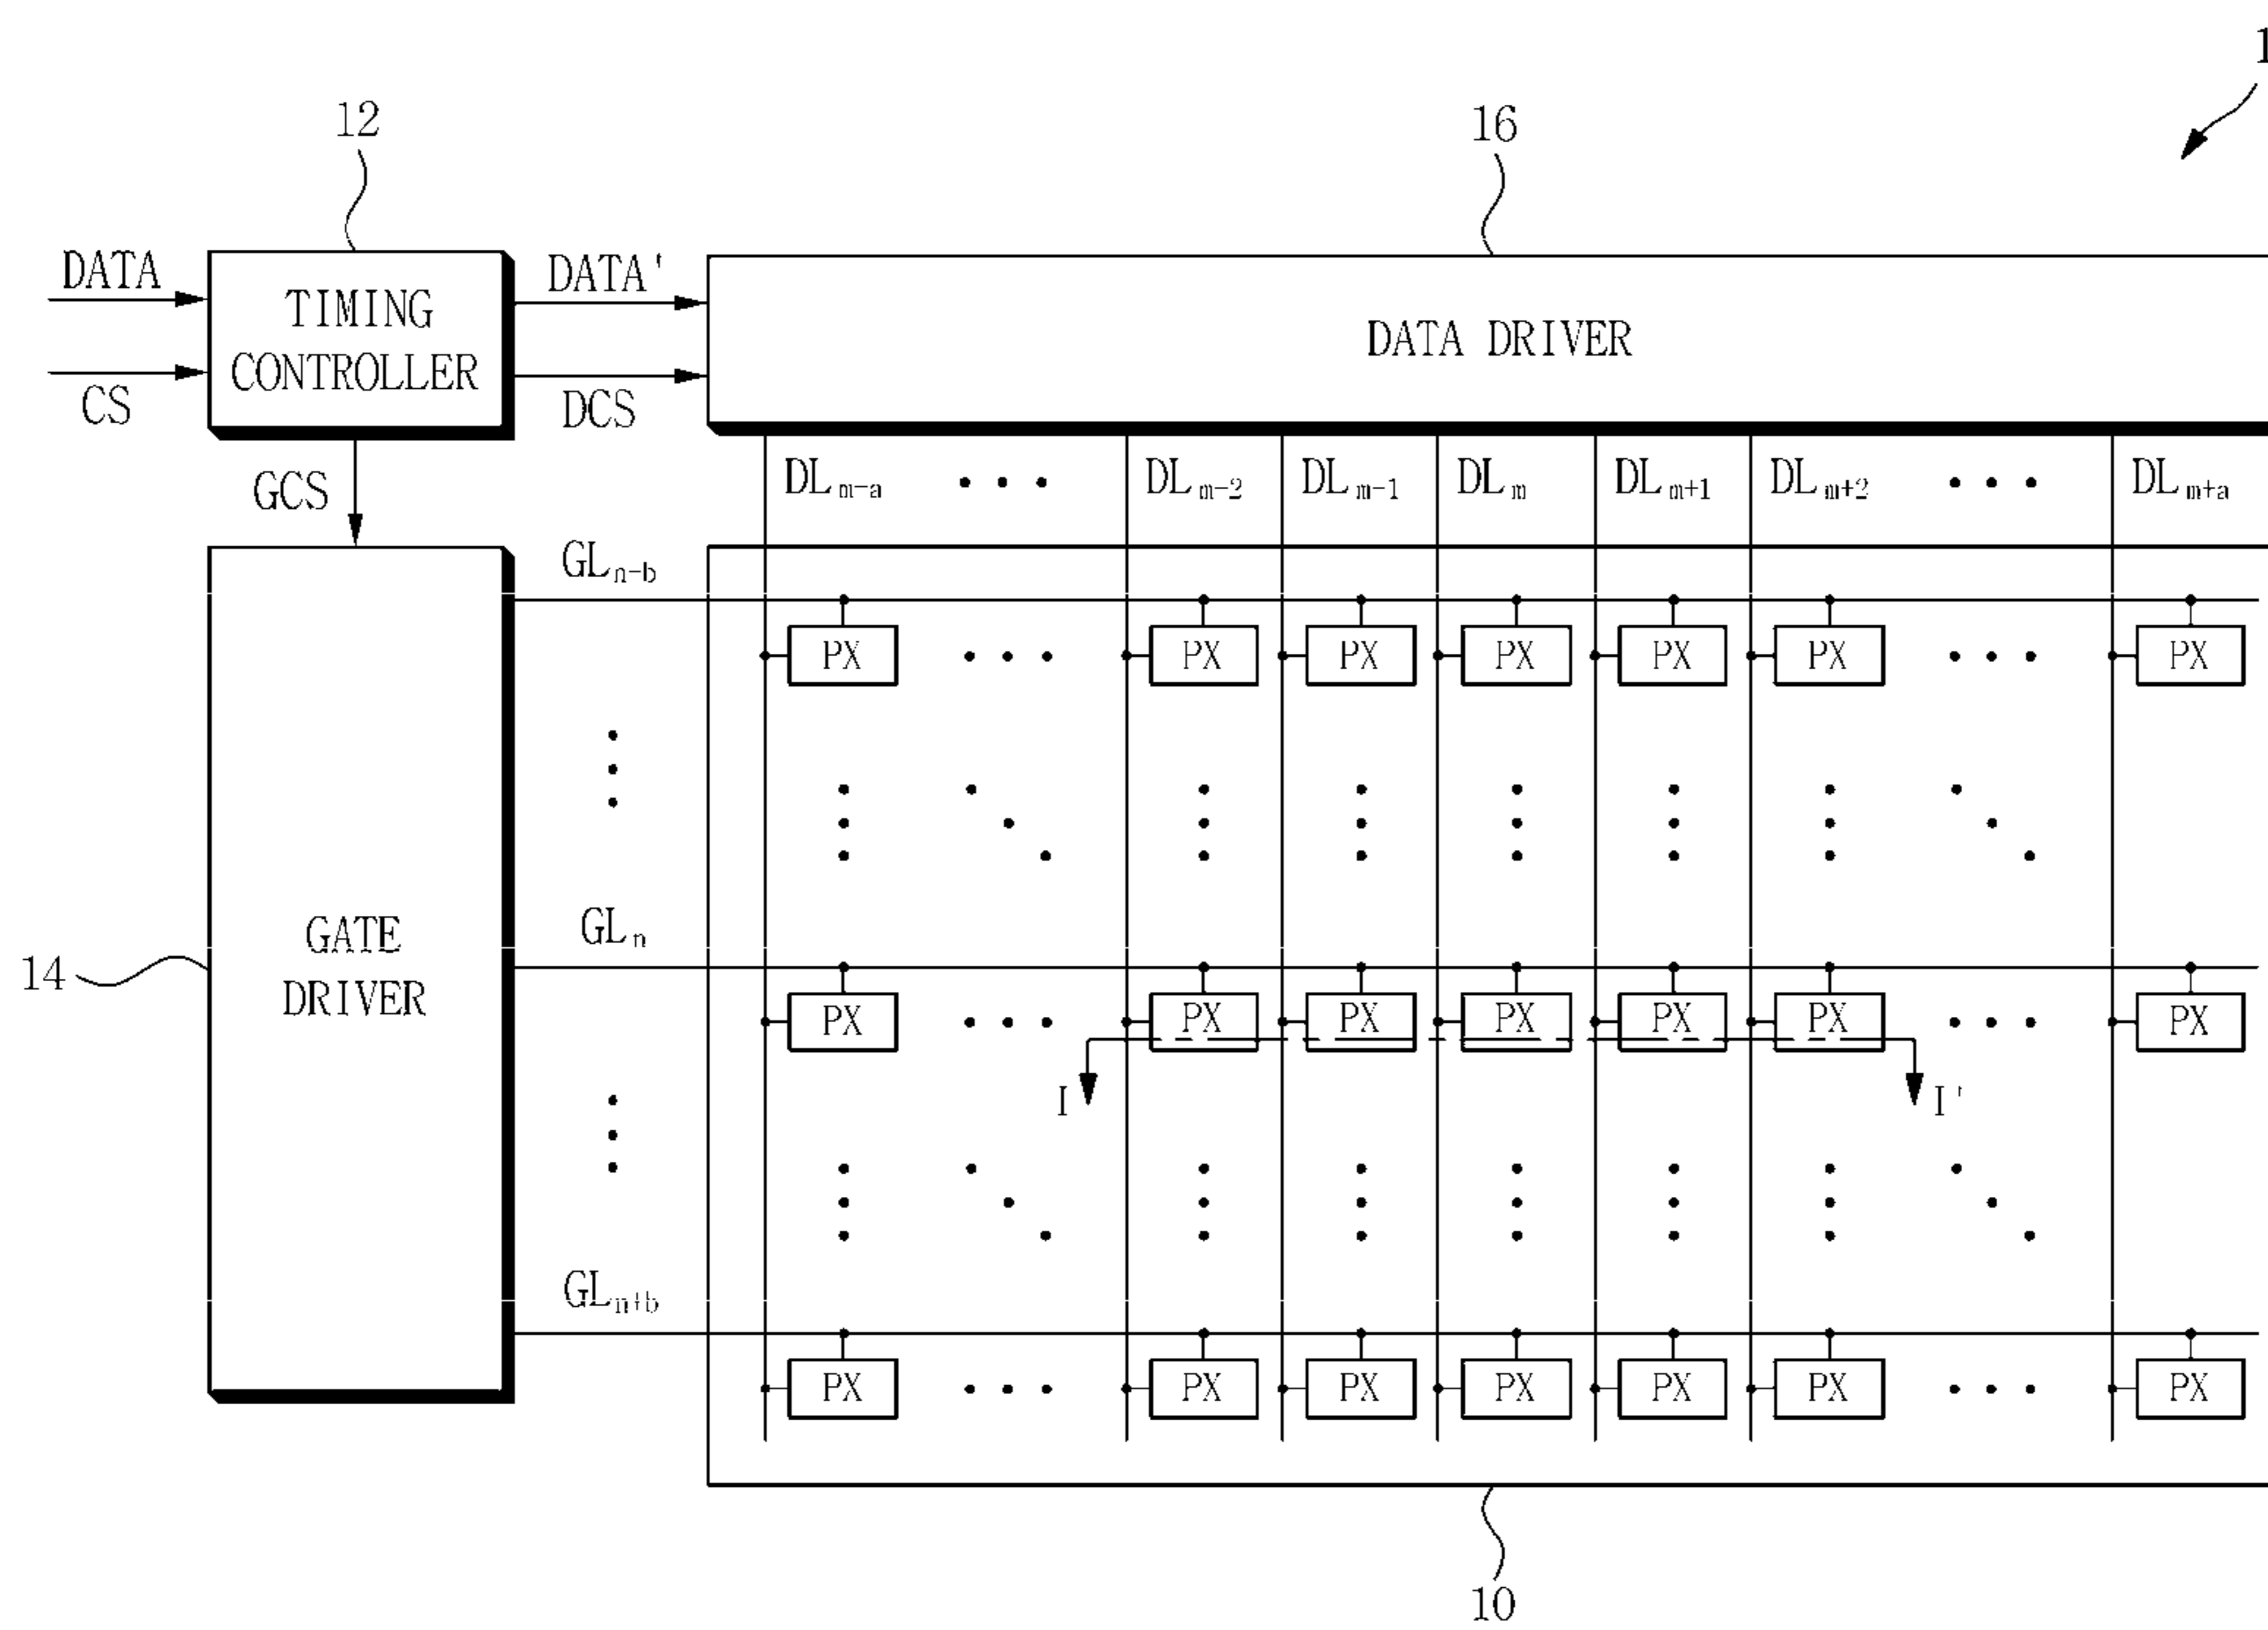 1
12
16
DATA
TIMING
CONTROLLER
CS
DATA'
DCS
DATA DRIVER
GCS
DLm-a • • • DLm-2 DLm-1 DLm DLm+1 DLm+2 • • • DLm+a
GLn-b
PX • • • PX PX PX PX PX • • • PX
GATE
DRIVER
14
GLn
PX • • • PX PX PX PX PX • • • PX
I I'
GLn+b
PX • • • PX PX PX PX PX • • • PX
10